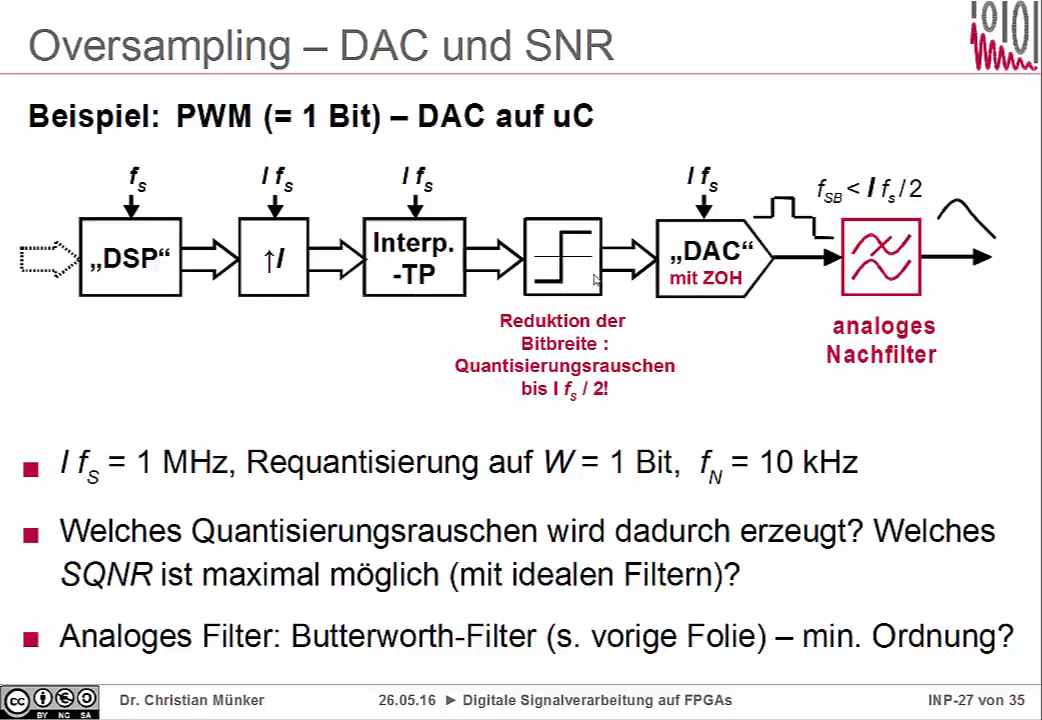 Oversampling – DAC und SNR
Beispiel: PWM (= 1 Bit) – DAC auf uC
fs
I fs
I fs
I fs
fSB < I fs / 2
„DSP“
↑I
Interp.
-TP
„DAC“
mit ZOH
Reduktion der
Bitbreite :
Quantisierungsrauschen
bis I fs / 2!
analoges
Nachfilter
I fS = 1 MHz, Requantisierung auf W = 1 Bit, fN = 10 kHz
Welches Quantisierungsrauschen wird dadurch erzeugt? Welches
SQNR ist maximal möglich (mit idealen Filtern)?
Analoges Filter: Butterworth-Filter (s. vorige Folie) – min. Ordnung?
cc BY NC SA
Dr. Christian Münker
26.05.16 ► Digitale Signalverarbeitung auf FPGAs
INP-27 von 35